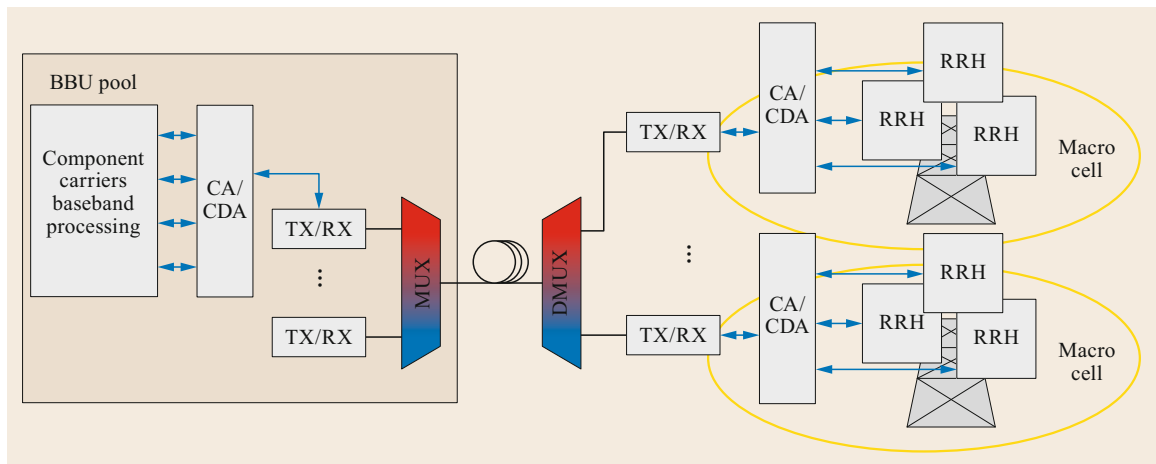 BBU pool
Component
carriers
baseband
processing
CA/
CDA
TX/RX
⋮
TX/RX
MUX
DMUX
TX/RX
CA/
CDA
RRH
RRH
RRH
Macro
cell
⋮
TX/RX
CA/
CDA
RRH
RRH
RRH
Macro
cell